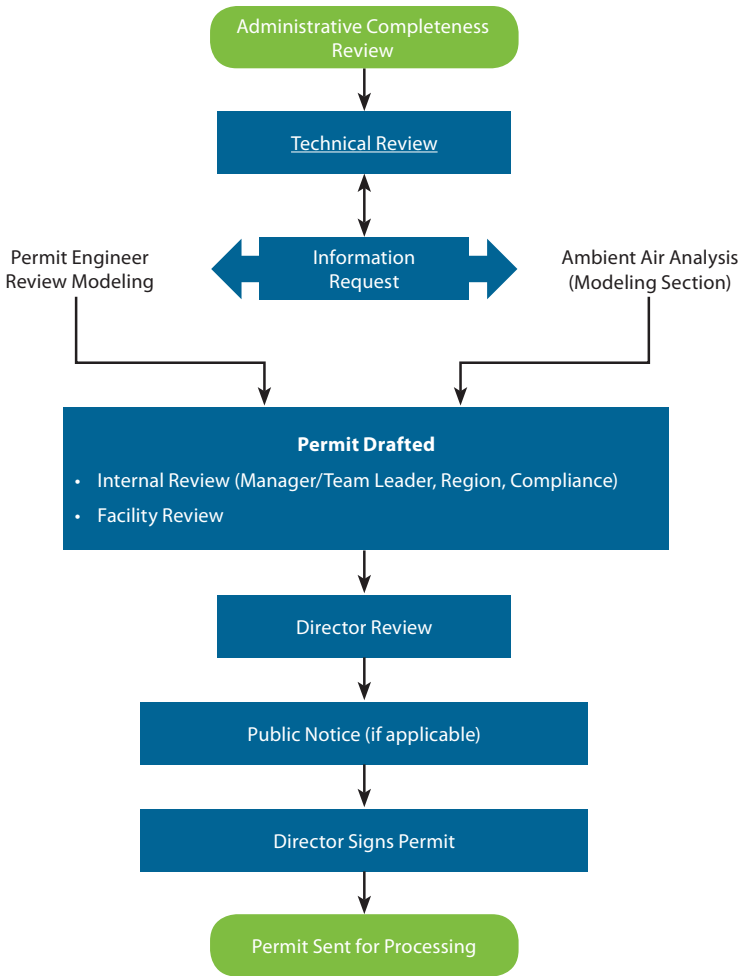 Administrative Completeness
Review
Technical Review
Permit Engineer
Review Modeling
Information
Request
Ambient Air Analysis
(Modeling Section)
Permit Drafted
• Internal Review (Manager/Team Leader, Region, Compliance)
• Facility Review
Director Review
Public Notice (if applicable)
Director Signs Permit
Permit Sent for Processing